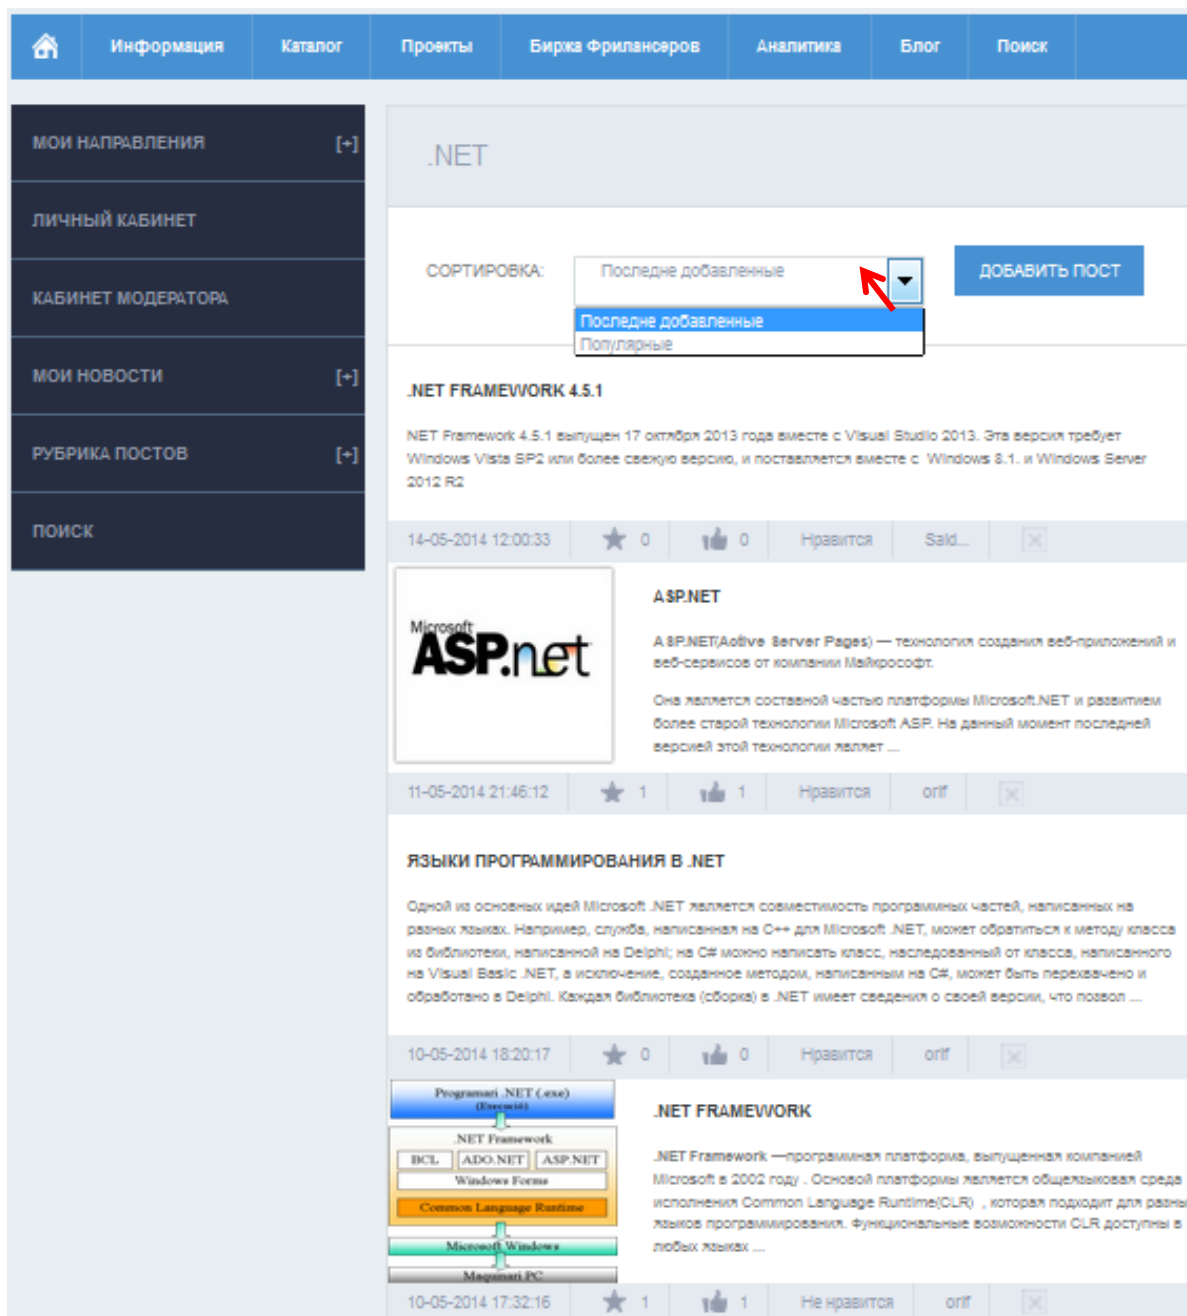 Информация Каталог Проекты Биржа Фрилансеров Аналитика Блог Поиск
МОИ НАПРАВЛЕНИЯ [+]
ЛИЧНЫЙ КАБИНЕТ
КАБИНЕТ МОДЕРАТОРА
МОИ НОВОСТИ [+]
РУБРИКА ПОСТОВ [+]
ПОИСК
.NET
СОРТИРОВКА: Последне добавленные ДОБАВИТЬ ПОСТ
Последне добавленные
Популярные
.NET FRAMEWORK 4.5.1
NET Framework 4.5.1 выпущен 17 октября 2013 года вместе с Visual Studio 2013. Эта версия требует
Windows Vista SP2 или более свежую версию, и поставляется вместе с Windows 8.1. и Windows Server
2012 R2
14-05-2014 12:00:33 0 0 Нравится Said...
Microsoft
ASP.net
ASP.NET
ASP.NET(Active Server Pages) — технология создания веб-приложений и
веб-сервисов от компании Майкрософт.
Она является составной частью платформы Microsoft.NET и развитием
более старой технологии Microsoft ASP. На данный момент последней
версией этой технологии являет ...
11-05-2014 21:46:12 1 1 Нравится orif
ЯЗЫКИ ПРОГРАММИРОВАНИЯ В .NET
Одной из основных идей Microsoft .NET является совместимость программных частей, написанных на
разных языках. Например, служба, написанная на C++ для Microsoft .NET, может обратиться к методу класса
из библиотеки, написанной на Delphi; на C# можно написать класс, наследованный от класса, написанного
на Visual Basic .NET, а исключение, созданное методом, написанным на C#, может быть перехвачено и
обработано в Delphi. Каждая библиотека (сборка) в .NET имеет сведения о своей версии, что позвол ...
10-05-2014 18:20:17 0 0 Нравится orif
Programari .NET (.exe)
(Execució)
.NET Framework
BCL ADO.NET ASP.NET
Windows Forms
Common Language Runtime
Microsoft Windows
Maquinari PC
.NET FRAMEWORK
.NET Framework —програминая платформа, выпущенная компанией
Microsoft в 2002 году . Основой платформы является общеязыковая среда
исполнения Common Language Runtime(CLR) , которая подходит для разны
языков программирования. Функциональные возможности CLR доступны в
любых языках ...
10-05-2014 17:32:16 1 1 Не нравится orif